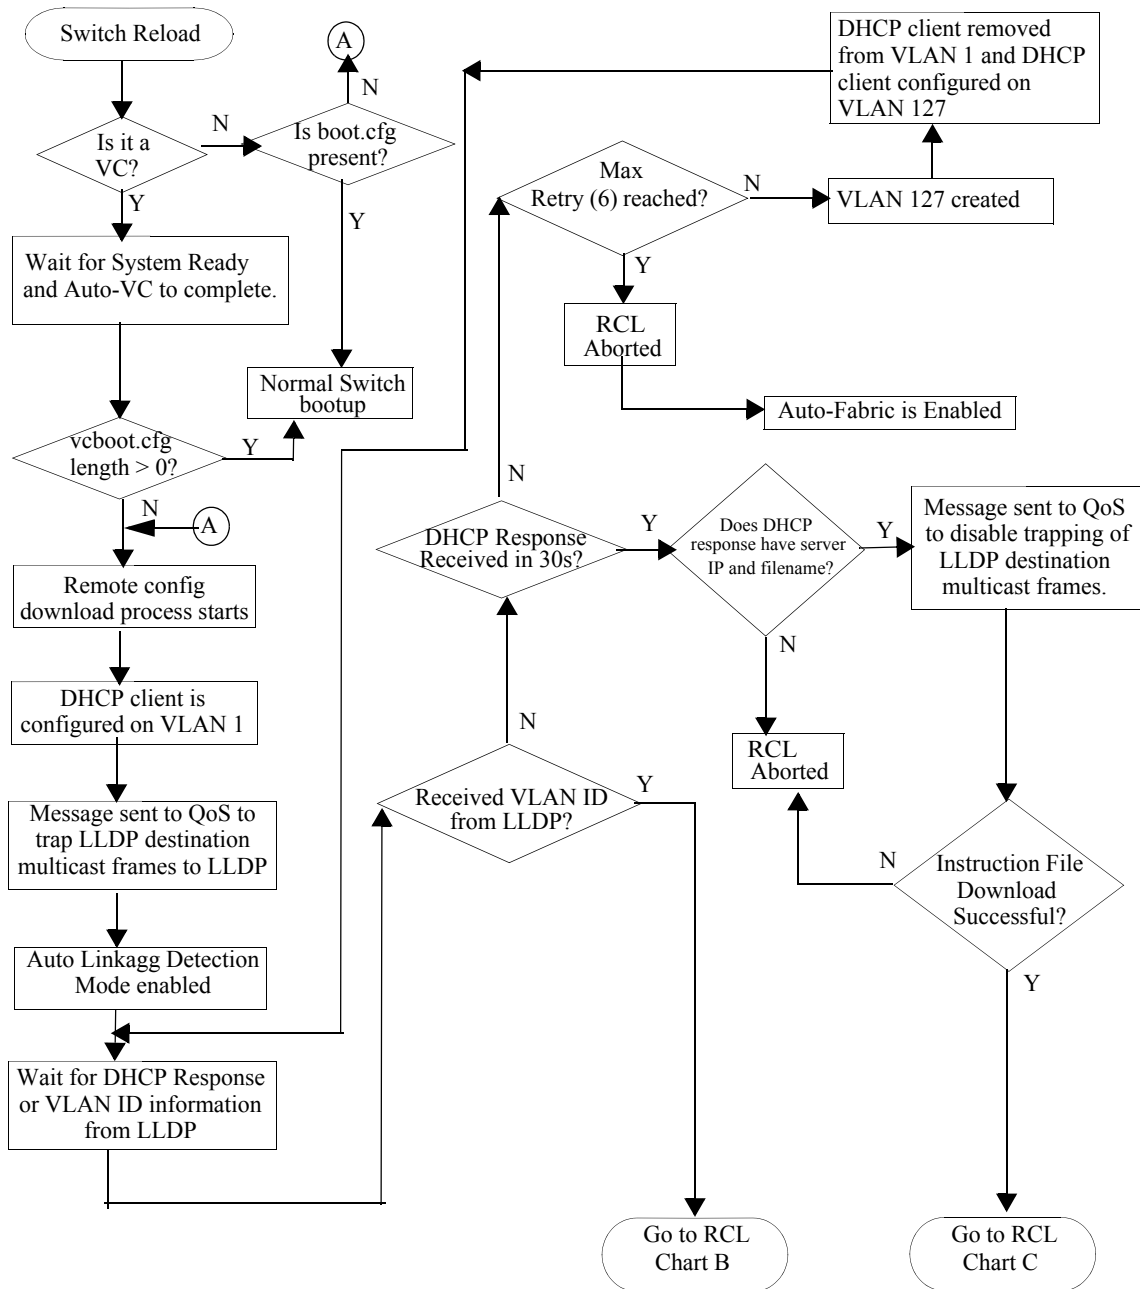 Switch Reload
A
DHCP client removed
from VLAN 1 and DHCP
client configured on
VLAN 127
N
N
Is it a
VC?
Is boot.cfg
present?
Max
Retry (6) reached?
N
VLAN 127 created
Y
Y
Wait for System Ready
and Auto-VC to complete.
Y
RCL
Aborted
Normal Switch
bootup
Auto-Fabric is Enabled
vcboot.cfg
length > 0?
Y
N
N
A
DHCP Response
Received in 30s?
Y
Does DHCP
response have server
IP and filename?
Y
Message sent to QoS
to disable trapping of
LLDP destination
multicast frames.
Remote config
download process starts
N
DHCP client is
configured on VLAN 1
N
RCL
Aborted
Received VLAN ID
from LLDP?
Y
Message sent to QoS to
trap LLDP destination
multicast frames to LLDP
N
Instruction File
Download
Successful?
Auto Linkagg Detection
Mode enabled
Y
Wait for DHCP Response
or VLAN ID information
from LLDP
Go to RCL
Chart B
Go to RCL
Chart C